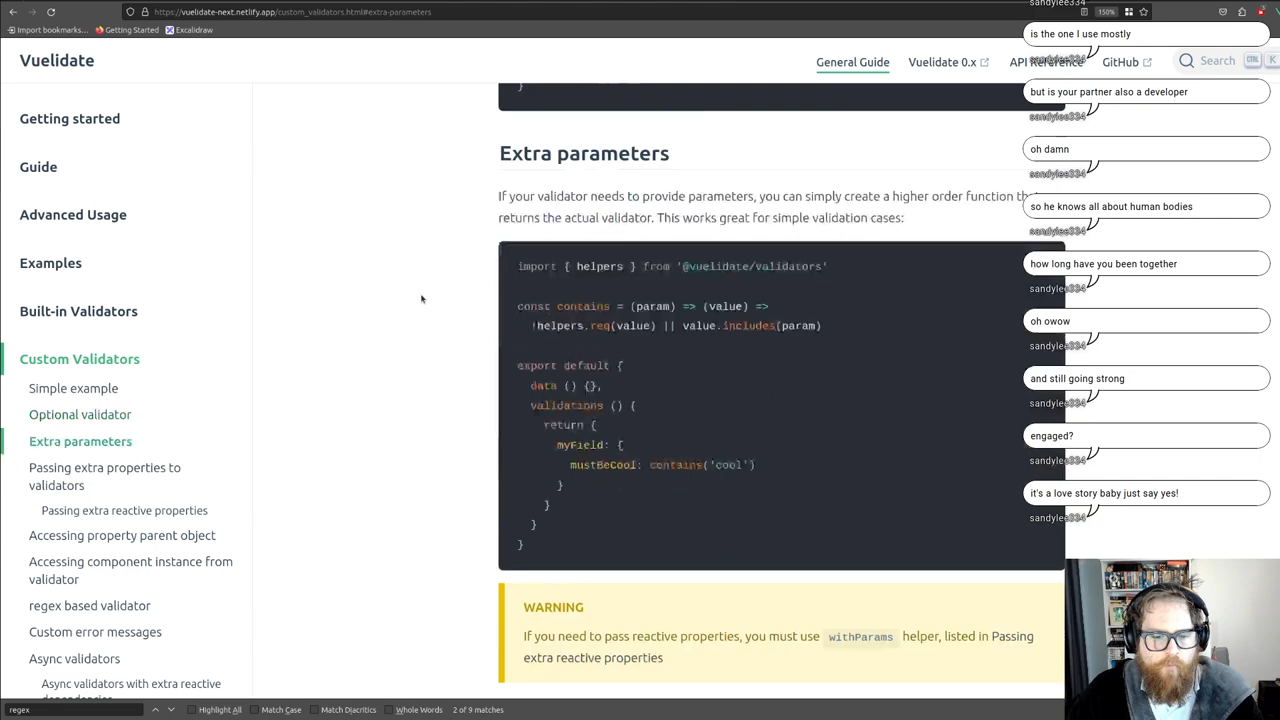 https://vuelidate-next.netlify.app/custom_validators.html#extra-parameters
150%
Import bookmarks...
Getting Started
Excalidraw
Vuelidate
General Guide
Vuelidate 0.x
API Reference
GitHub
Search
CTRL
K
Getting started
Guide
Advanced Usage
Examples
Built-in Validators
Custom Validators
Simple example
Optional validator
Extra parameters
Passing extra properties to
validators
Passing extra reactive properties
Accessing property parent object
Accessing component instance from
validator
regex based validator
Custom error messages
Async validators
Async validators with extra reactive
}
Extra parameters
If your validator needs to provide parameters, you can simply create a higher order function
returns the actual validator. This works great for simple validation cases:
import { helpers } from '@vuelidate/validators'
const contains = (param) => (value) =>
!helpers.req(value) || value.includes(param)
export default {
data () {},
validations () {
return {
myField: {
mustBeCool: contains('cool')
}
}
}
}
WARNING
If you need to pass reactive properties, you must use withParams helper, listed in Passing
extra reactive properties
sandylee334
is the one I use mostly
sandylee334
but is your partner also a developer
sandylee334
oh damn
sandylee334
so he knows all about human bodies
sandylee334
how long have you been together
sandylee334
oh owow
sandylee334
and still going strong
sandylee334
engaged?
sandylee334
it's a love story baby just say yes!
sandylee334
regex
Highlight All
Match Case
Match Diacritics
Whole Words
2 of 9 matches